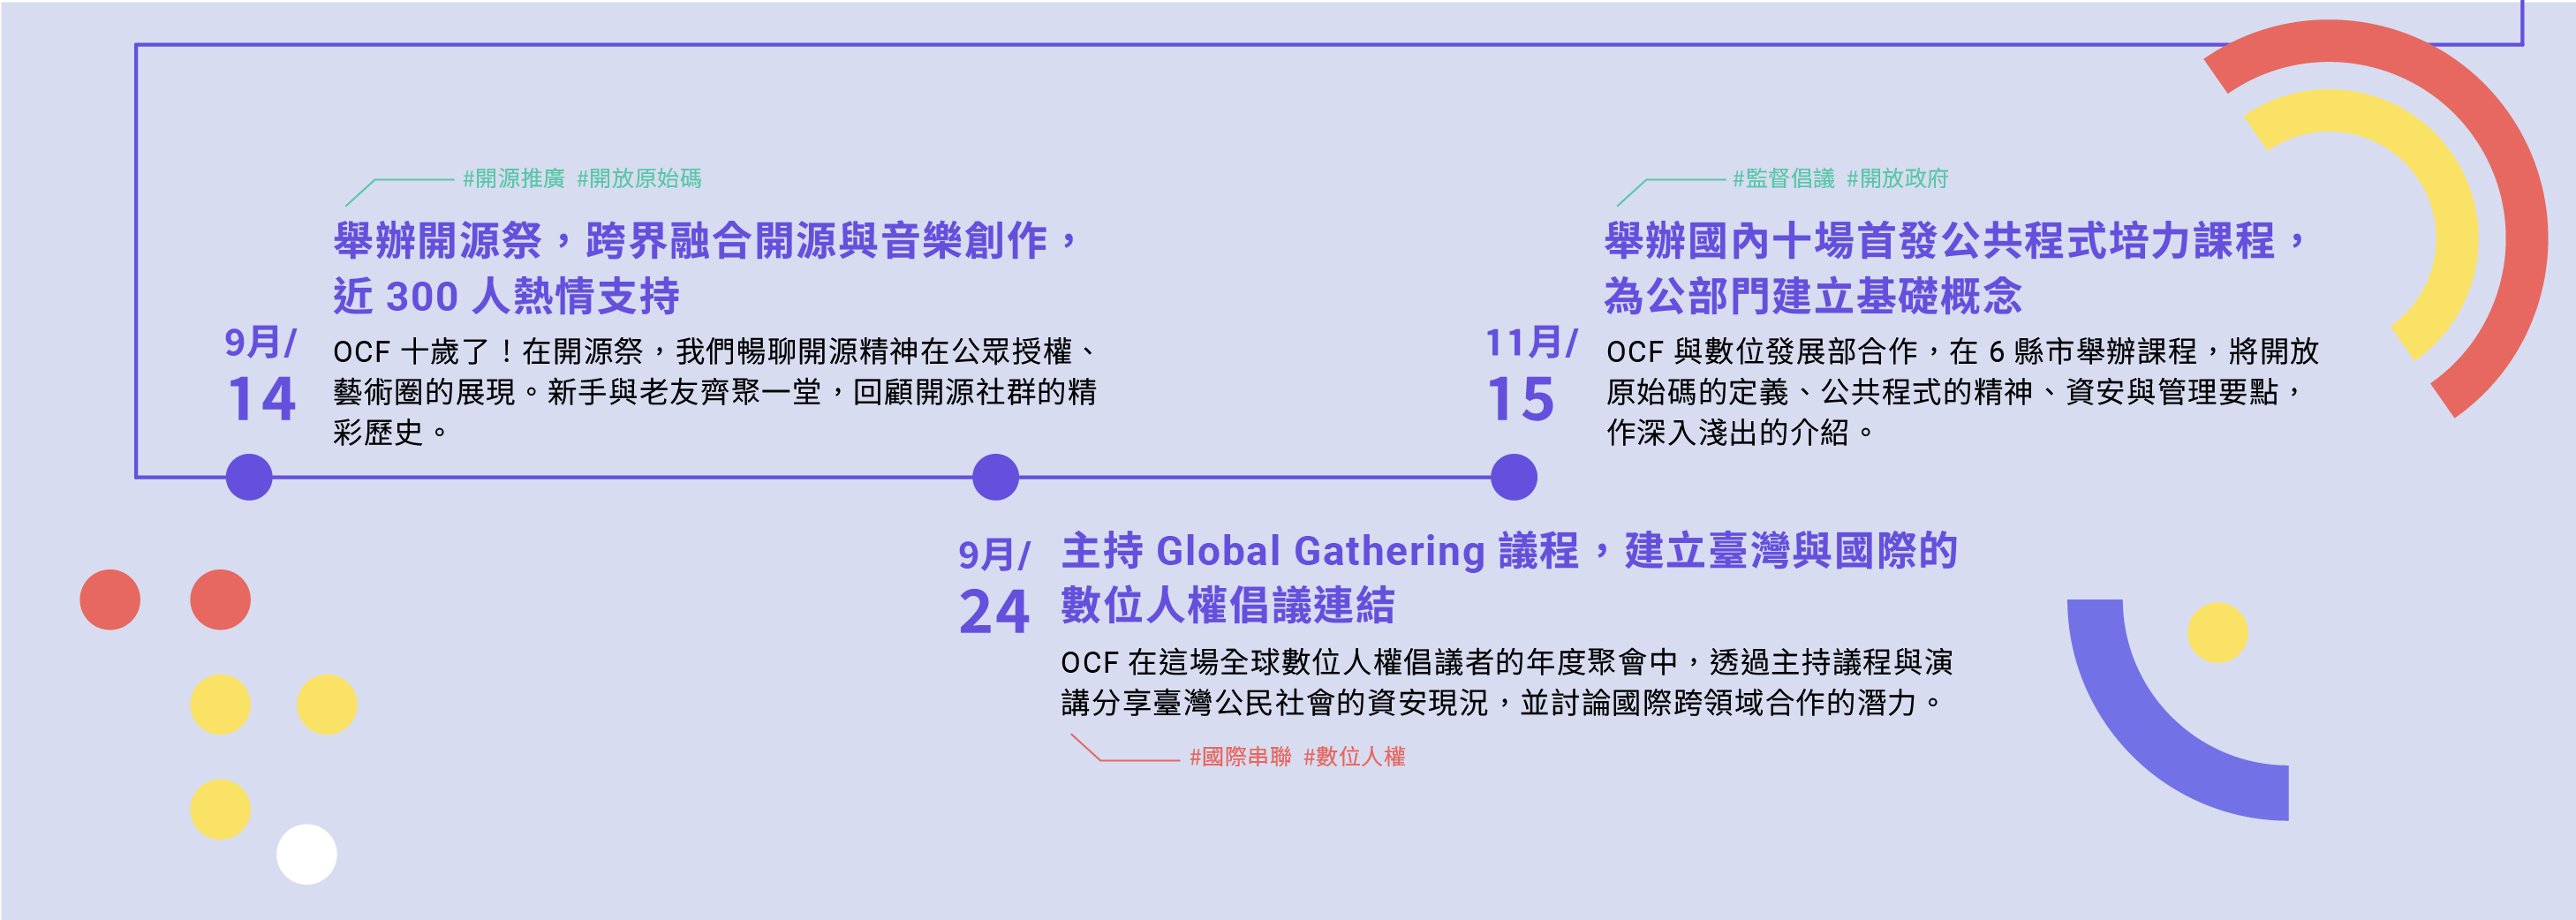 #開源推廣 #開放原始碼
舉辦開源祭，跨界融合開源與音樂創作，
近 300 人熱情支持
9月/
14
OCF 十歲了！在開源祭，我們暢聊開源精神在公眾授權、
藝術圈的展現。新手與老友齊聚一堂，回顧開源社群的精
彩歷史。
9月/
24
主持 Global Gathering 議程，建立臺灣與國際的
數位人權倡議連結
OCF 在這場全球數位人權倡議者的年度聚會中，透過主持議程與演
講分享臺灣公民社會的資安現況，並討論國際跨領域合作的潛力。
#國際串聯 #數位人權
#監督倡議 #開放政府
舉辦國內十場首發公共程式培力課程，
為公部門建立基礎概念
11月/
15
OCF 與數位發展部合作，在 6 縣市舉辦課程，將開放
原始碼的定義、公共程式的精神、資安與管理要點，
作深入淺出的介紹。